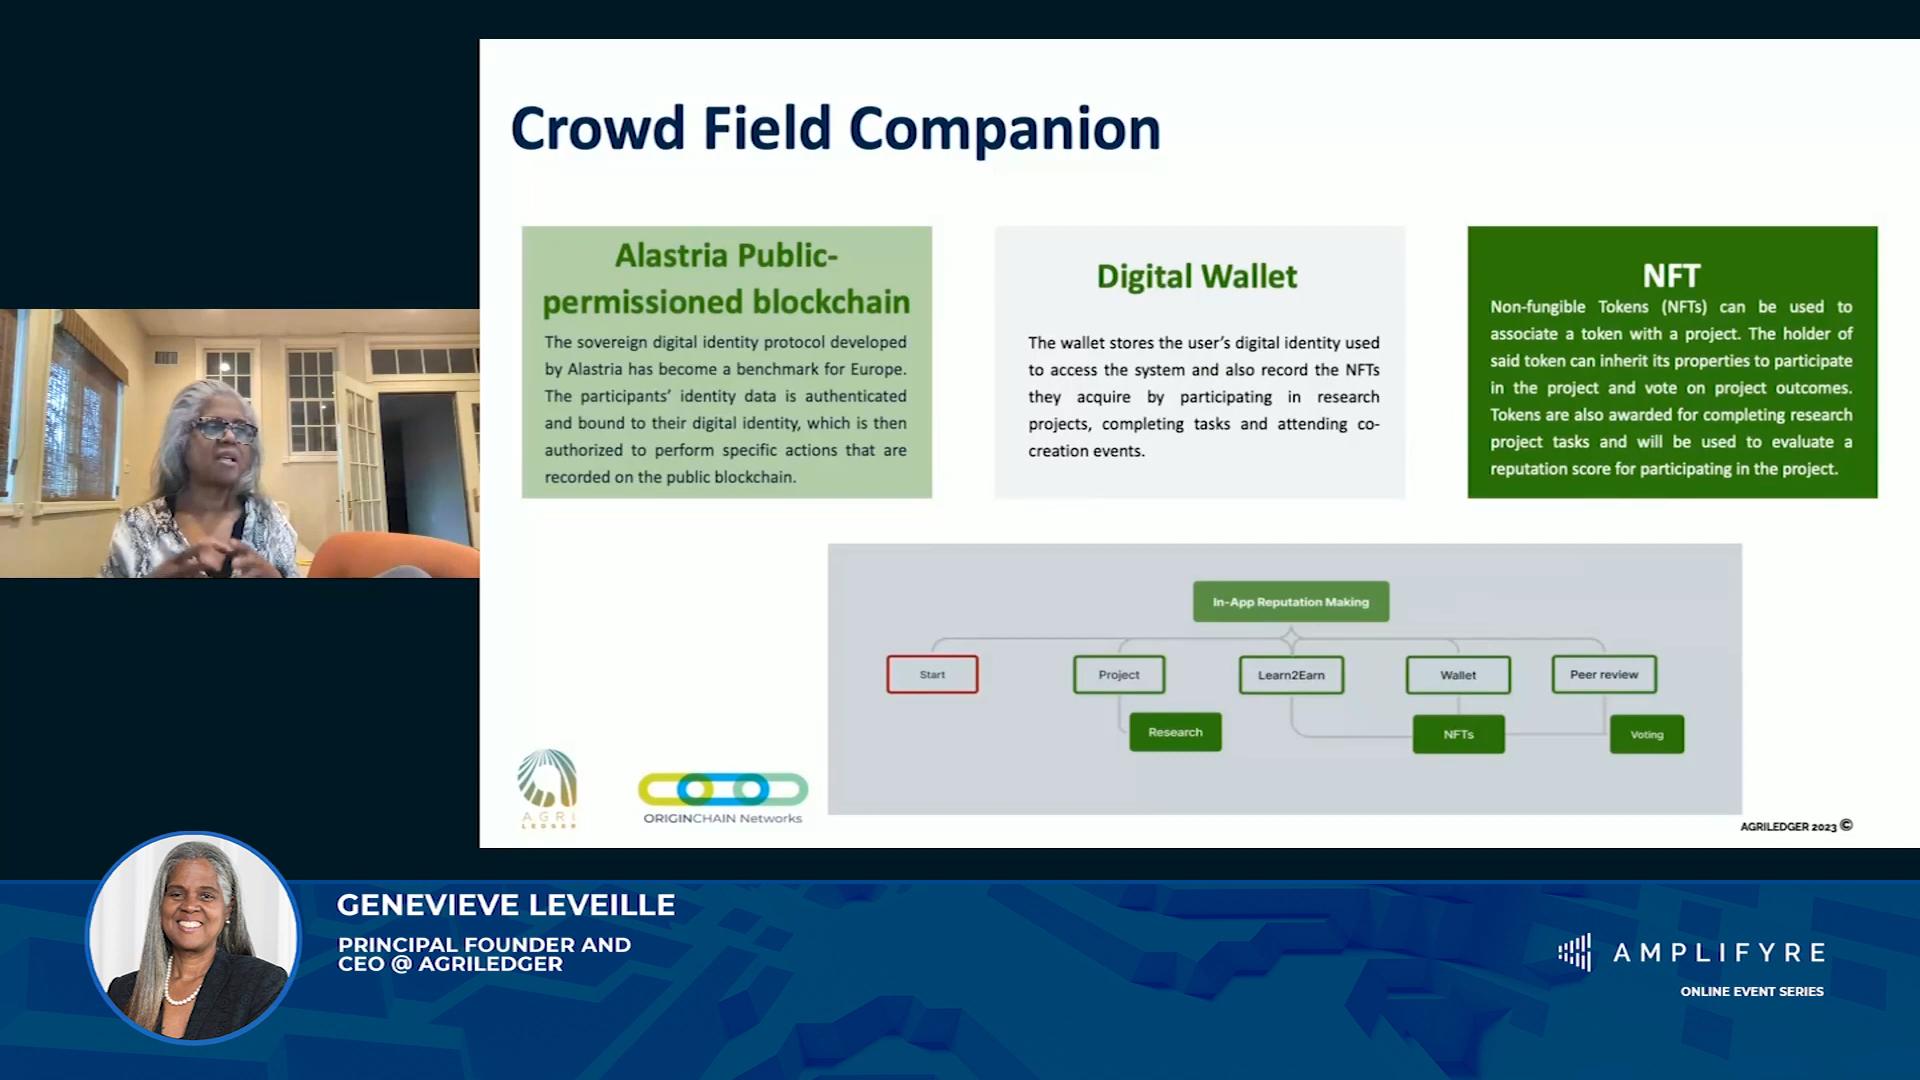 Crowd Field Companion
Alastria Public-
permissioned blockchain
The sovereign digital identity protocol developed
by Alastria has become a benchmark for Europe.
The participants' identity data is authenticated
and bound to their digital identity, which is then
authorized to perform specific actions that are
recorded on the public blockchain.
Digital Wallet
The wallet stores the user's digital identity used
to access the system and also record the NFTs
they acquire by participating in research
projects, completing tasks and attending co-
creation events.
NFT
Non-fungible Tokens (NFTs) can be used to
associate a token with a project. The holder of
said token can inherit its properties to participate
in the project and vote on project outcomes.
Tokens are also awarded for completing research
project tasks and will be used to evaluate a
reputation score for participating in the project.
In-App Reputation Making
Start
Project
Learn2Earn
Wallet
Peer review
Research
NFTs
Voting
AGRI
LEDGER
ORIGINCHAIN Networks
AGRILEDGER 2023 ©
GENEVIEVE LEVEILLE
PRINCIPAL FOUNDER AND
CEO @ AGRILEDGER
AMPLIFYRE
ONLINE EVENT SERIES